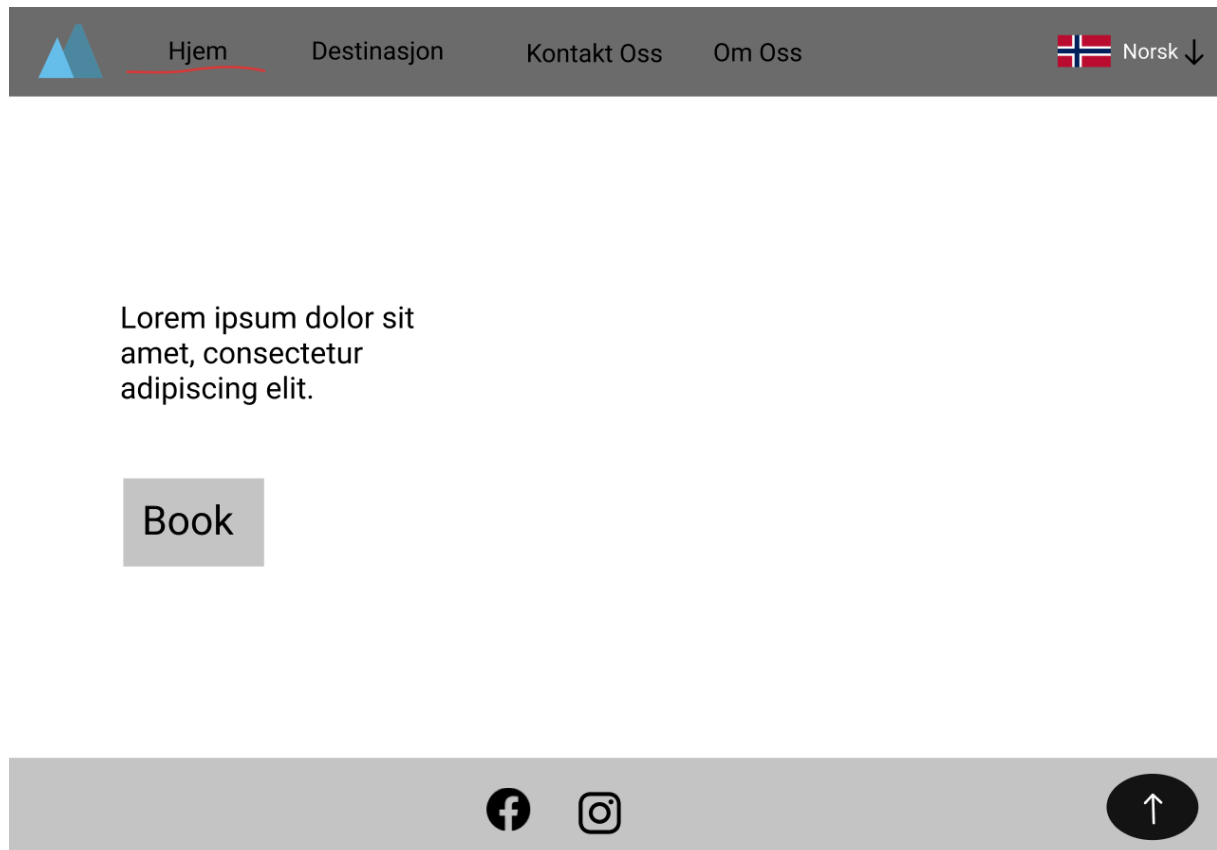 Hjem Destinasjon Kontakt Oss Om Oss Norsk
Lorem ipsum dolor sit
amet, consectetur
adipiscing elit.
Book